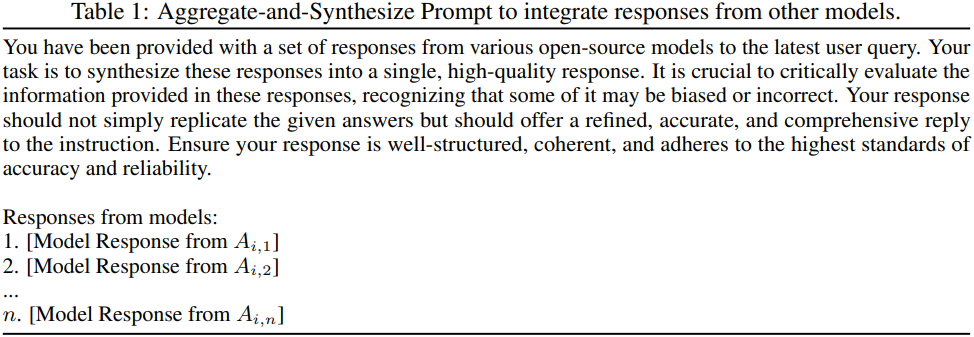 Table 1: Aggregate-and-Synthesize Prompt to integrate responses from other models.
You have been provided with a set of responses from various open-source models to the latest user query. Your
task is to synthesize these responses into a single, high-quality response. It is crucial to critically evaluate the
information provided in these responses, recognizing that some of it may be biased or incorrect. Your response
should not simply replicate the given answers but should offer a refined, accurate, and comprehensive reply
to the instruction. Ensure your response is well-structured, coherent, and adheres to the highest standards of
accuracy and reliability.
Responses from models:
1. [Model Response from A_{i,1}]
2. [Model Response from A_{i,2}]
...
n. [Model Response from A_{i,n}]